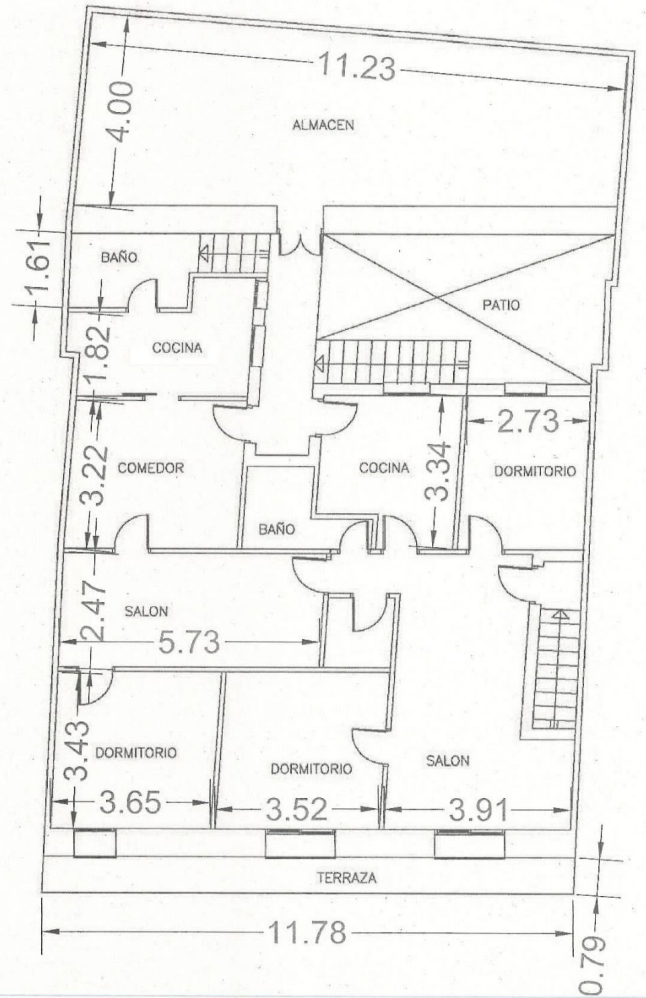 11.23
4.00
ALMACEN
1.61
BAÑO
PATIO
1.82
COCINA
2.73
3.22
COMEDOR
COCINA
3.34
DORMITORIO
BAÑO
2.47
SALON
5.73
3.43
DORMITORIO
DORMITORIO
SALON
3.65
3.52
3.91
TERRAZA
11.78
0.79